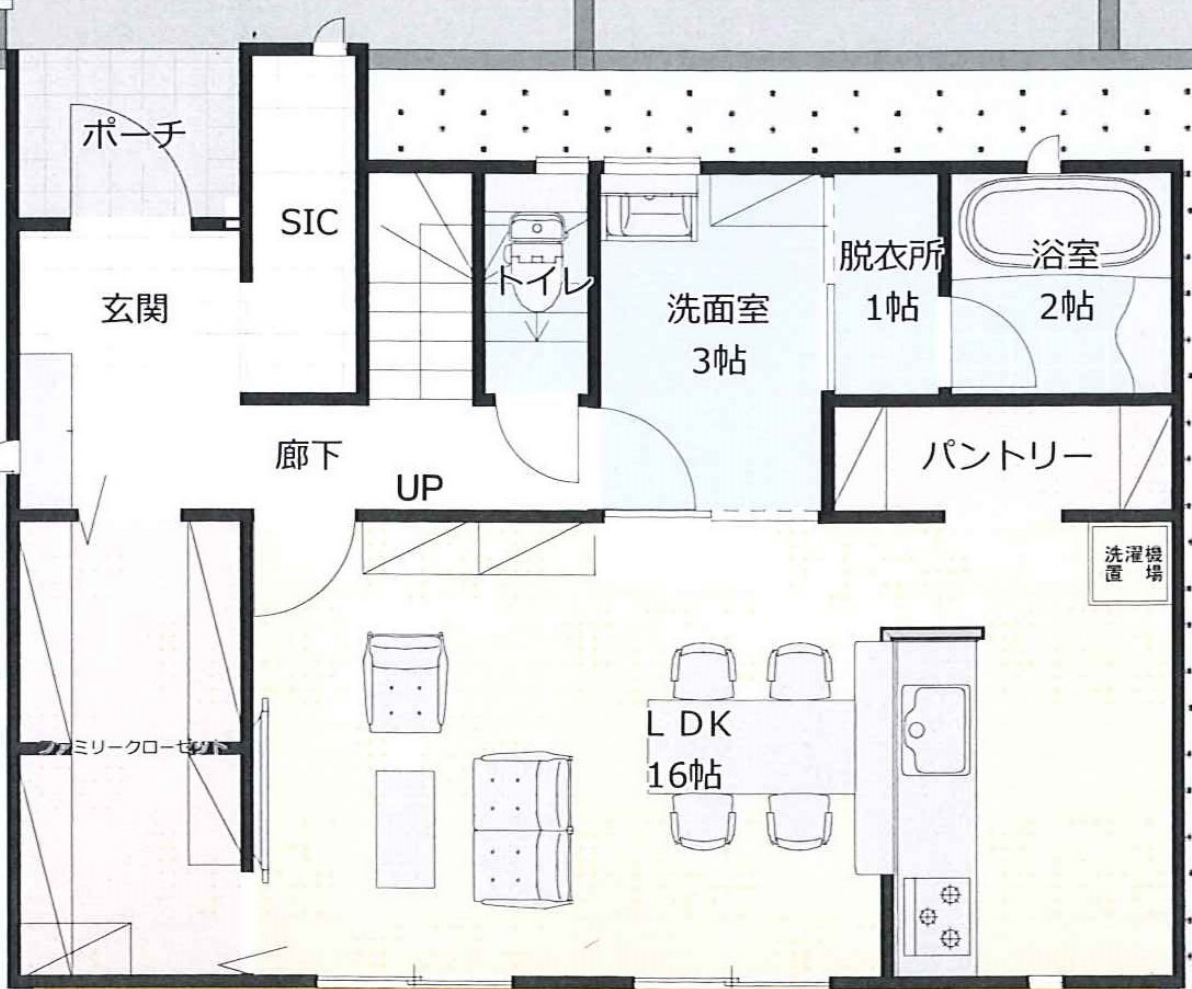 ポーチ
SIC
玄関
トイレ
洗面室
3帖
脱衣所
1帖
浴室
2帖
廊下
UP
パントリー
洗濯機
置場
ミリークローゼット
LDK
16帖